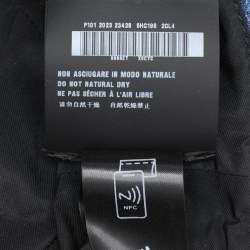 P101 2023 23428 5HC198 2CL4
NON ASCIUGARE IN MODO NATURALE
DO NOT NATURAL DRY
NE PAS SÉCHER À L'AIR LIBRE
请勿自然干燥 自然乾燥禁止
NFC